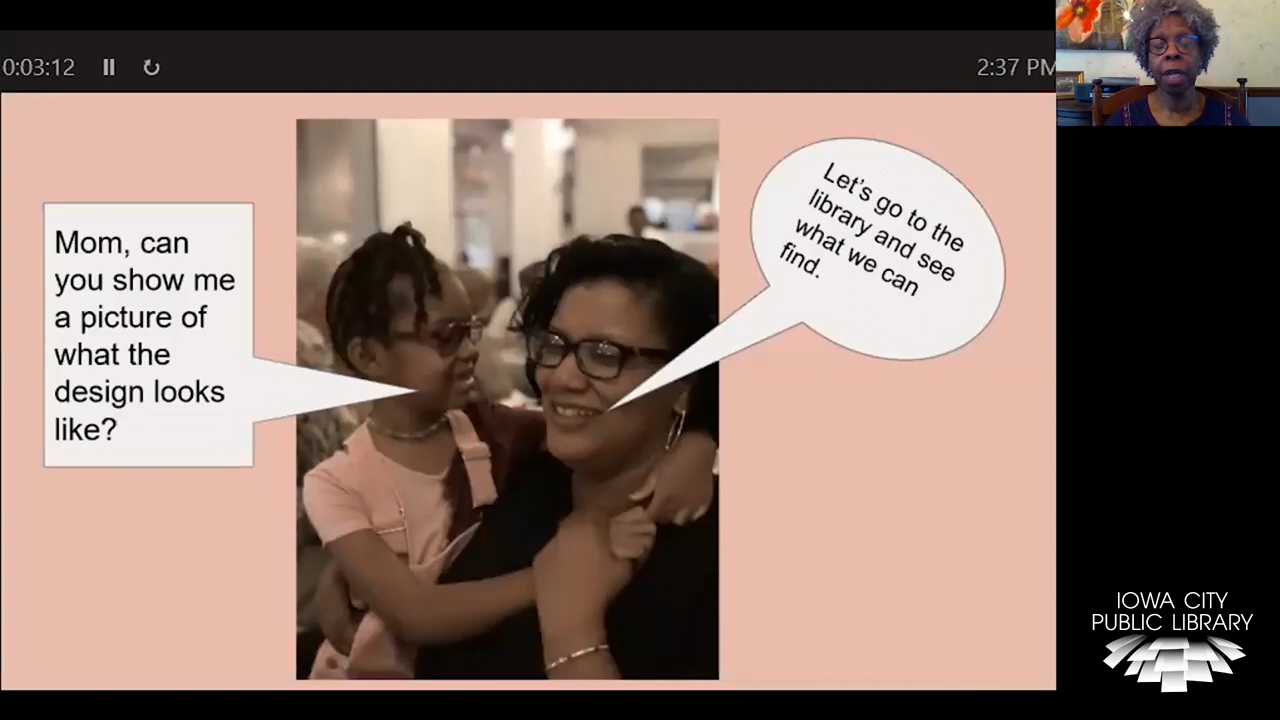 0:03:12
2:37 PM
Mom, can
you show me
a picture of
what the
design looks
like?
Let's go to the
library and see
what we can
find.
IOWA CITY
PUBLIC LIBRARY